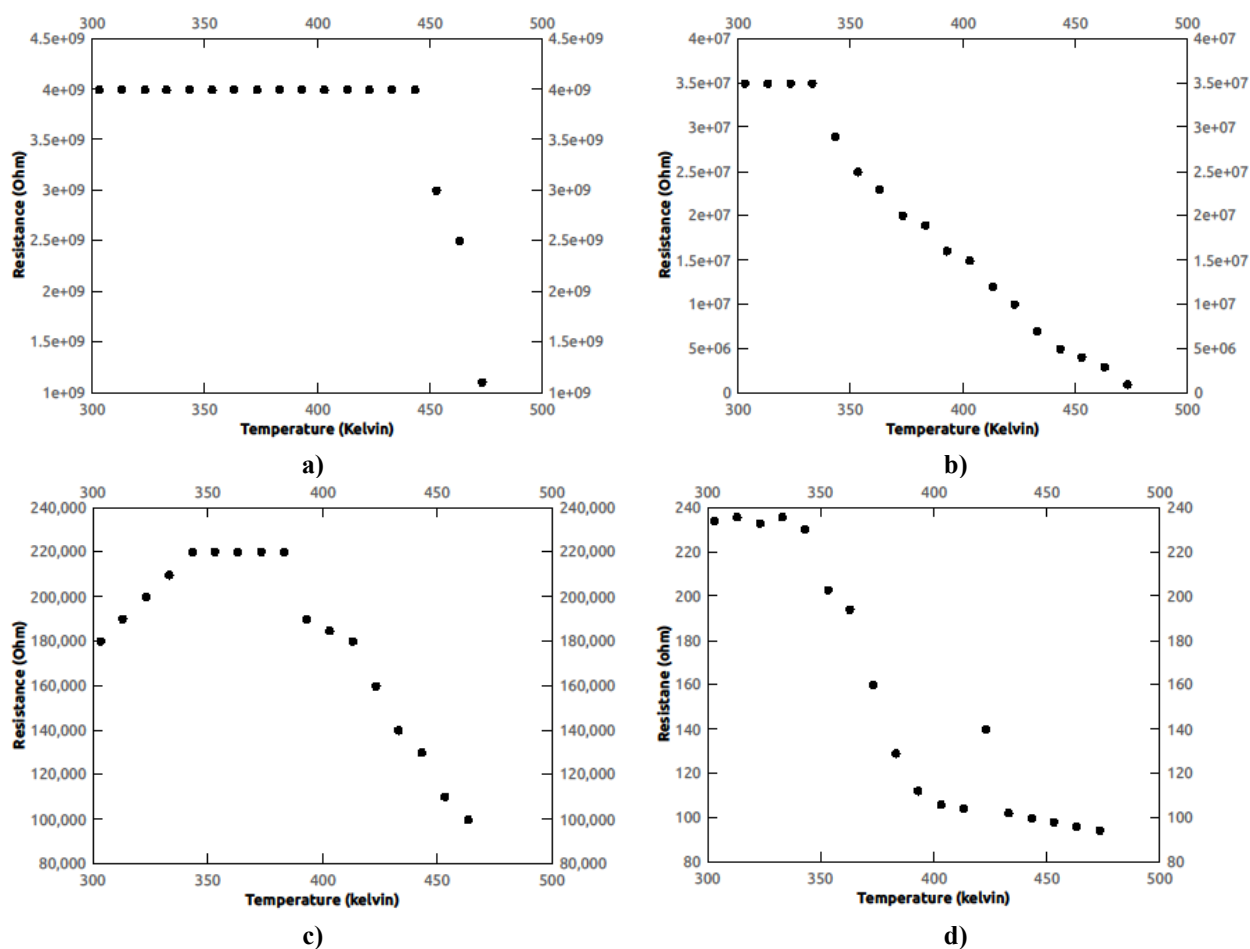 300 350 400 450 500
4.5e+09 4.5e+09
4e+09 4e+09
3.5e+09 3.5e+09
3e+09 3e+09
2.5e+09 2.5e+09
2e+09 2e+09
1.5e+09 1.5e+09
1e+09 1e+09
300 350 400 450 500
Resistance (Ohm)
Temperature (Kelvin)
a)
300 350 400 450 500
4e+07 4e+07
3.5e+07 3.5e+07
3e+07 3e+07
2.5e+07 2.5e+07
2e+07 2e+07
1.5e+07 1.5e+07
1e+07 1e+07
5e+06 5e+06
0 0
300 350 400 450 500
Resistance (Ohm)
Temperature (Kelvin)
b)
300 350 400 450 500
240,000 240,000
220,000 220,000
200,000 200,000
180,000 180,000
160,000 160,000
140,000 140,000
120,000 120,000
100,000 100,000
80,000 80,000
300 350 400 450 500
Resistance (Ohm)
Temperature (kelvin)
c)
300 350 400 450 500
240 240
220 220
200 200
180 180
160 160
140 140
120 120
100 100
80 80
300 350 400 450 500
Resistane (ohm)
Temperature (kelvin)
d)